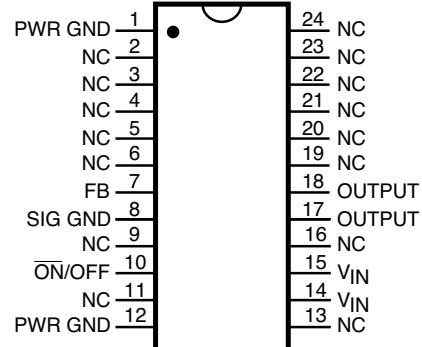 PWR GND 1 24 NC
NC 2 23 NC
NC 3 22 NC
NC 4 21 NC
NC 5 20 NC
NC 6 19 NC
FB 7 18 OUTPUT
SIG GND 8 17 OUTPUT
NC 9 16 NC
ON/OFF 10 15 VIN
NC 11 14 VIN
PWR GND 12 13 NC